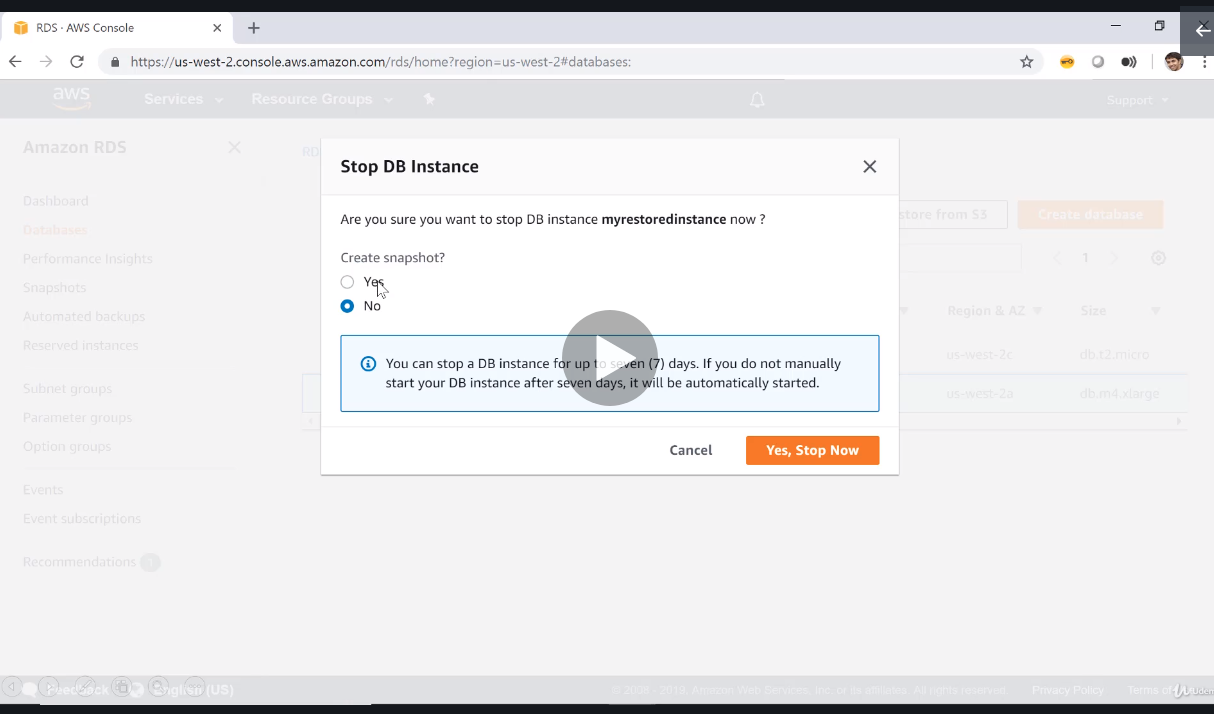 RDS · AWS Console
https://us-west-2.console.aws.amazon.com/rds/home?region=us-west-2#databases:
aws
Services
Resource Groups
Support
Amazon RDS
RD
Dashboard
Databases
Performance Insights
Snapshots
Automated backups
Reserved instances
Subnet groups
Parameter groups
Option groups
Events
Event subscriptions
Recommendations 1
Stop DB Instance
Are you sure you want to stop DB instance myrestoredinstance now ?
Create snapshot?
Yes
No
You can stop a DB instance for up to seven (7) days. If you do not manually
start your DB instance after seven days, it will be automatically started.
Cancel
Yes, Stop Now
store from S3
Create database
1
Region & AZ
Size
us-west-2c
db.t2.micro
us-west-2a
db.m4.xlarge
Feedback
English (US)
© 2008 - 2019, Amazon Web Services, Inc. or its affiliates. All rights reserved.
Privacy Policy
Terms of